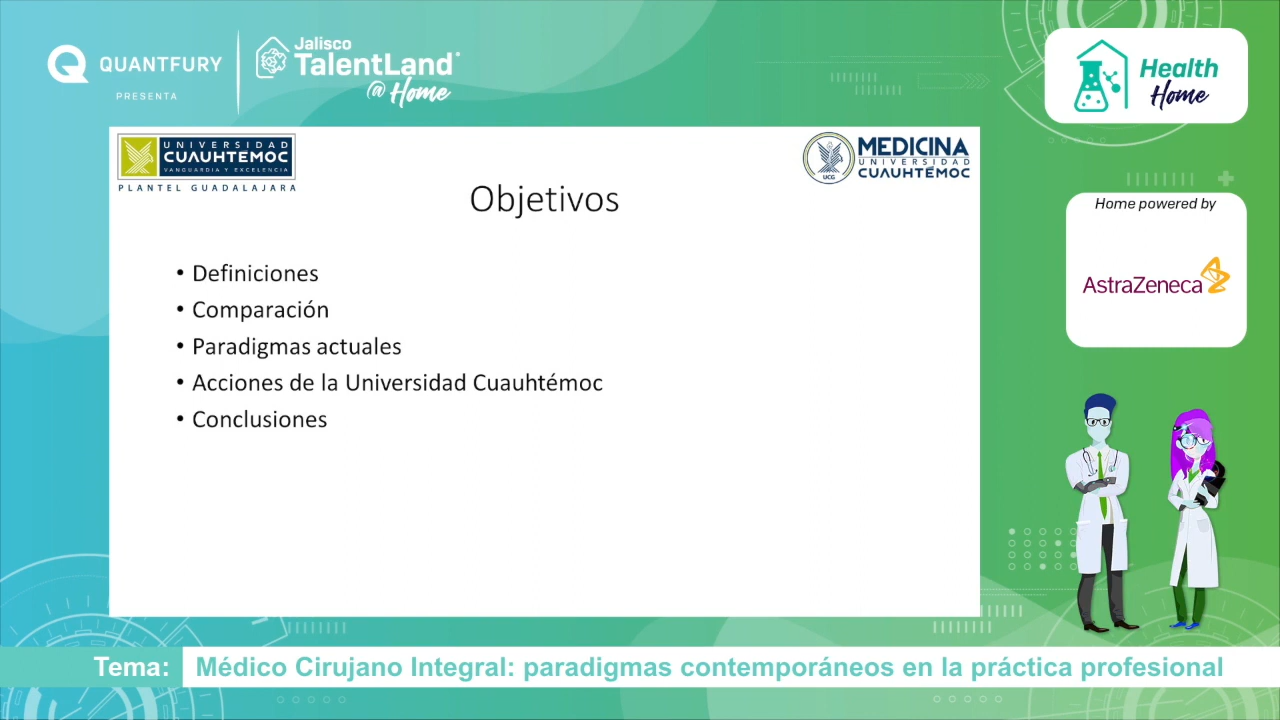 QUANTFURY
PRESENTA
Jalisco
TalentLand
@ Home
Health
Home
UNIVERSIDAD
CUAUHTEMOC
VANGUARDIA Y EXCELENCIA
PLANTEL GUADALAJARA
UCG
MEDICINA
UNIVERSIDAD
CUAUHTÉMOC
Objetivos
• Definiciones
• Comparación
• Paradigmas actuales
• Acciones de la Universidad Cuauhtémoc
• Conclusiones
Home powered by
AstraZeneca
Tema: Médico Cirujano Integral: paradigmas contemporáneos en la práctica profesional